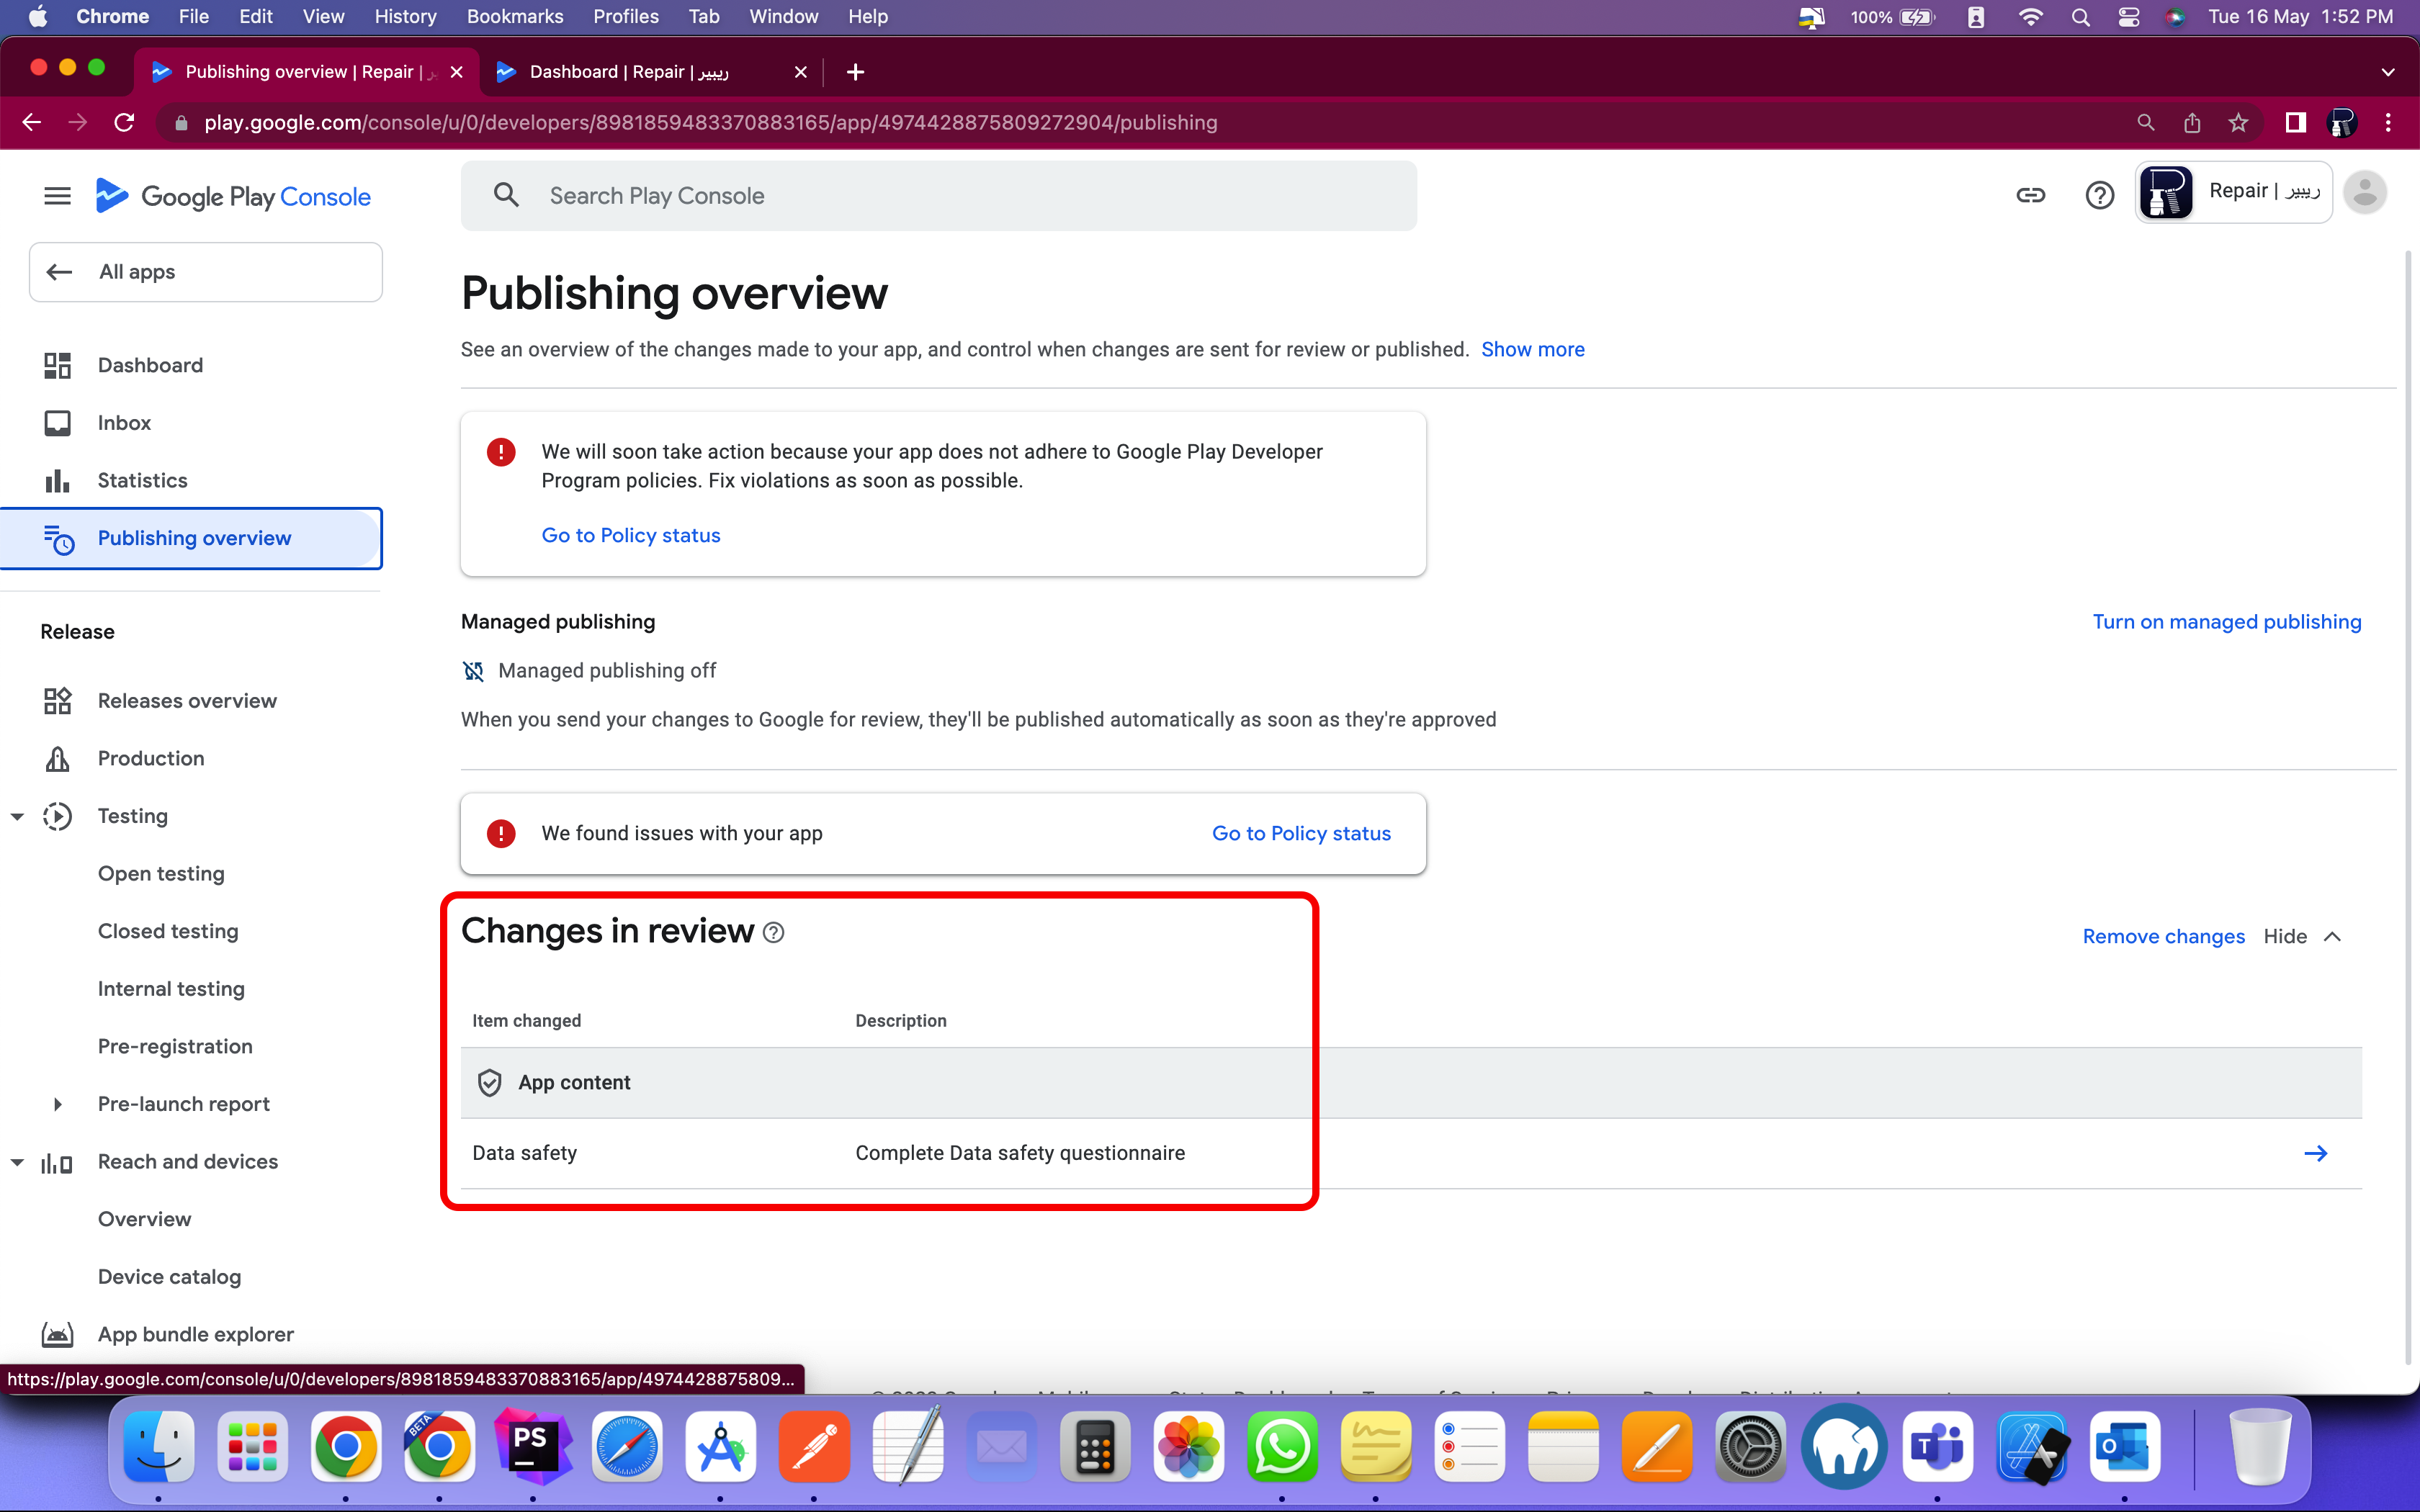 Chrome File Edit View History Bookmarks Profiles Tab Window Help 100% Tue 16 May 1:52 PM
Publishing overview | Repair | Dashboard | Repair | ريبير
play.google.com/console/u/0/developers/8981859483370883165/app/4974428875809272904/publishing
Google Play Console
Search Play Console
Repair | ريبير
All apps
Dashboard
Inbox
Statistics
Publishing overview
Release
Releases overview
Production
Testing
Open testing
Closed testing
Internal testing
Pre-registration
Pre-launch report
Reach and devices
Overview
Device catalog
App bundle explorer
Publishing overview
See an overview of the changes made to your app, and control when changes are sent for review or published. Show more
We will soon take action because your app does not adhere to Google Play Developer
Program policies. Fix violations as soon as possible.
Go to Policy status
Managed publishing
Turn on managed publishing
Managed publishing off
When you send your changes to Google for review, they'll be published automatically as soon as they're approved
We found issues with your app Go to Policy status
Changes in review
Remove changes Hide
Item changed Description
App content
Data safety Complete Data safety questionnaire
https://play.google.com/console/u/0/developers/8981859483370883165/app/497442887580​9...
BETA
PS